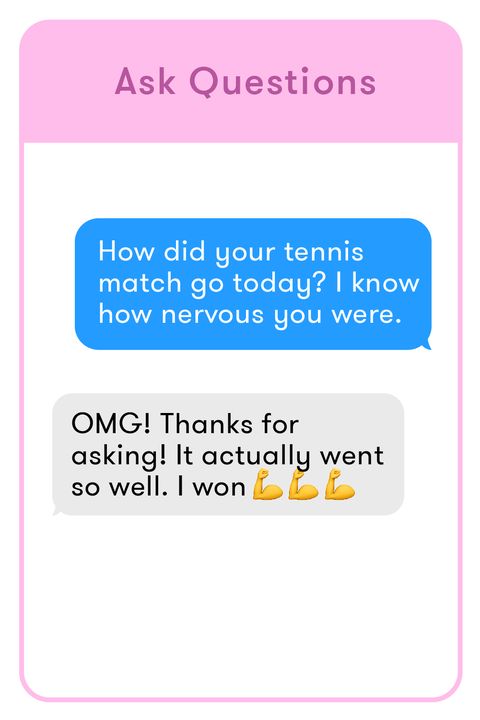 Ask Questions
How did your tennis
match go today? I know
how nervous you were.
OMG! Thanks for
asking! It actually went
so well. I won💪💪💪